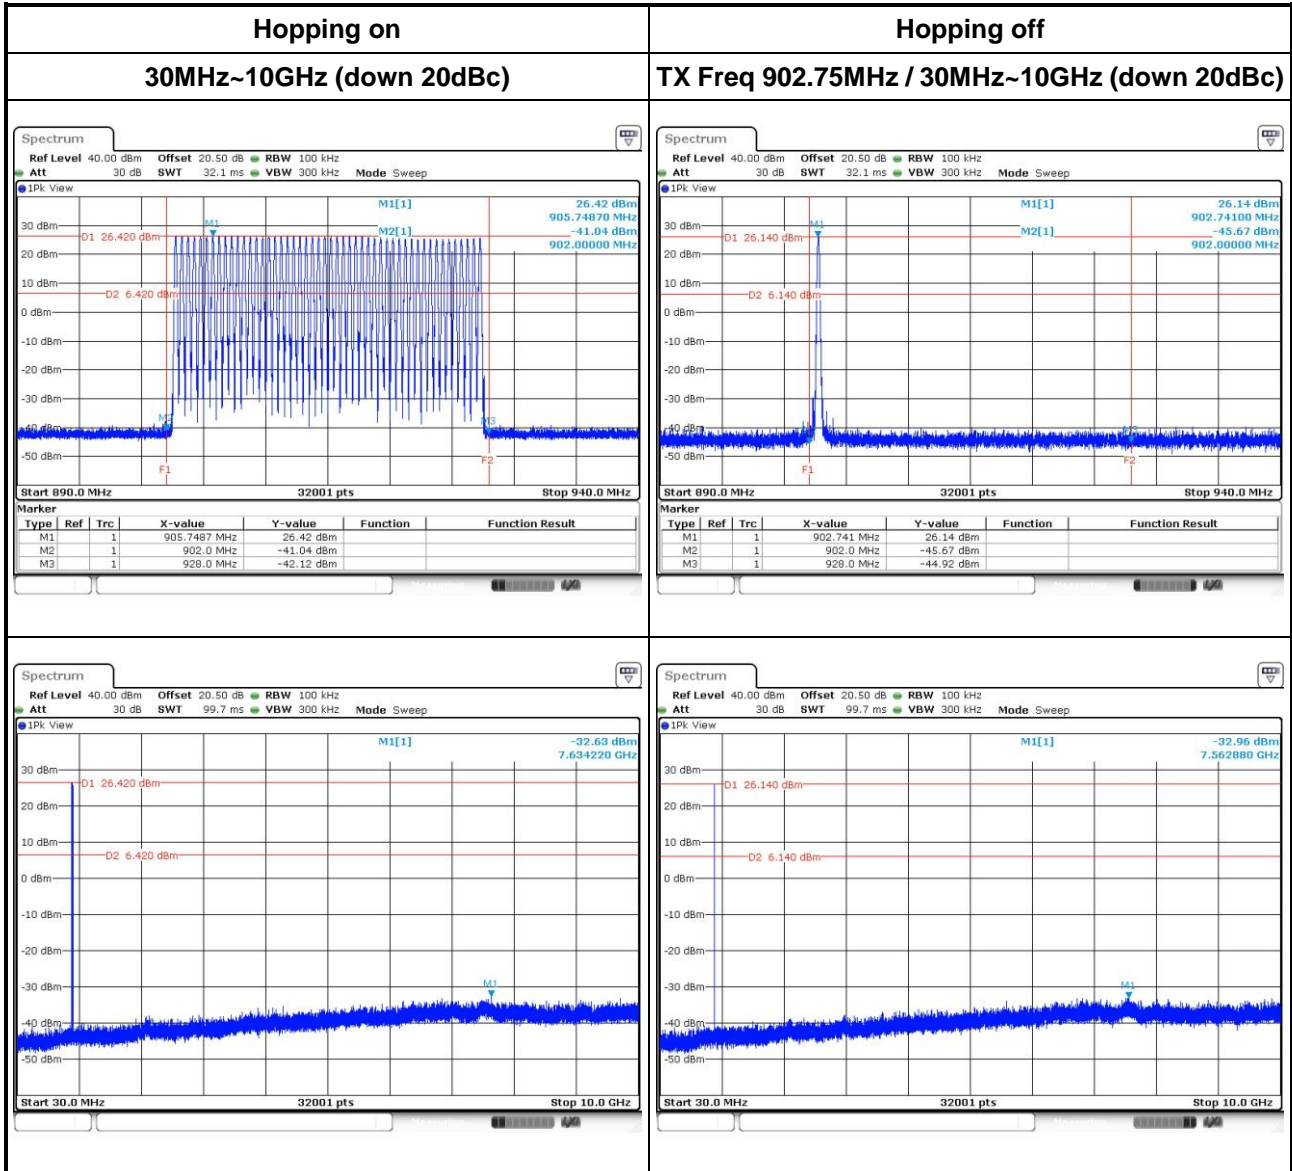 Hopping on
Hopping off
30MHz~10GHz (down 20dBc)
TX Freq 902.75MHz / 30MHz~10GHz (down 20dBc)
Spectrum
Ref Level 40.00 dBm Offset 20.50 dB RBW 100 kHz
Att 30 dB SWT 32.1 ms VBW 300 kHz Mode Sweep
1Pk View
M1[1] 26.42 dBm
905.74870 MHz
M2[1] -41.04 dBm
902.00000 MHz
M1
30 dBm
D1 26.420 dBm
20 dBm
10 dBm
D2 6.420 dBm
0 dBm
-10 dBm
-20 dBm
-30 dBm
M2
M3
-40 dBm
-50 dBm
F1
F2
Start 890.0 MHz 32001 pts Stop 940.0 MHz
Marker
Type Ref Trc X-value Y-value Function Function Result
M1 1 905.7487 MHz 26.42 dBm
M2 1 902.0 MHz -41.04 dBm
M3 1 928.0 MHz -42.12 dBm
Spectrum
Ref Level 40.00 dBm Offset 20.50 dB RBW 100 kHz
Att 30 dB SWT 32.1 ms VBW 300 kHz Mode Sweep
1Pk View
M1[1] 26.14 dBm
902.74100 MHz
M2[1] -45.67 dBm
902.00000 MHz
M1
30 dBm
D1 26.140 dBm
20 dBm
10 dBm
D2 6.140 dBm
0 dBm
-10 dBm
-20 dBm
-30 dBm
-40 dBm
M3
-50 dBm
F1
F2
Start 890.0 MHz 32001 pts Stop 940.0 MHz
Marker
Type Ref Trc X-value Y-value Function Function Result
M1 1 902.741 MHz 26.14 dBm
M2 1 902.0 MHz -45.67 dBm
M3 1 928.0 MHz -44.92 dBm
Spectrum
Ref Level 40.00 dBm Offset 20.50 dB RBW 100 kHz
Att 30 dB SWT 99.7 ms VBW 300 kHz Mode Sweep
1Pk View
M1[1] -32.63 dBm
7.634220 GHz
30 dBm
D1 26.420 dBm
20 dBm
10 dBm
D2 6.420 dBm
0 dBm
-10 dBm
-20 dBm
-30 dBm
M1
-40 dBm
-50 dBm
Start 30.0 MHz 32001 pts Stop 10.0 GHz
Spectrum
Ref Level 40.00 dBm Offset 20.50 dB RBW 100 kHz
Att 30 dB SWT 99.7 ms VBW 300 kHz Mode Sweep
1Pk View
M1[1] -32.96 dBm
7.562880 GHz
30 dBm
D1 26.140 dBm
20 dBm
10 dBm
D2 6.140 dBm
0 dBm
-10 dBm
-20 dBm
-30 dBm
M1
-40 dBm
-50 dBm
Start 30.0 MHz 32001 pts Stop 10.0 GHz